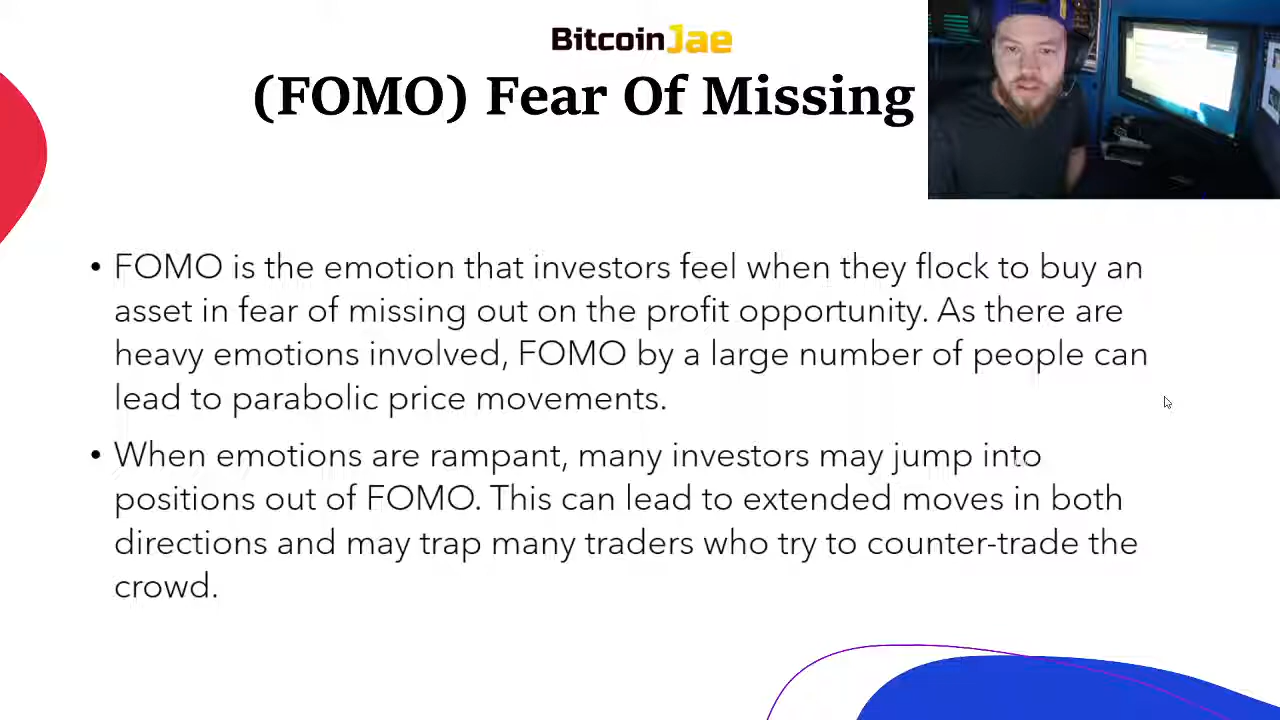 BitcoinJae
(FOMO) Fear Of Missing
• FOMO is the emotion that investors feel when they flock to buy an
asset in fear of missing out on the profit opportunity. As there are
heavy emotions involved, FOMO by a large number of people can
lead to parabolic price movements.
• When emotions are rampant, many investors may jump into
positions out of FOMO. This can lead to extended moves in both
directions and may trap many traders who try to counter-trade the
crowd.